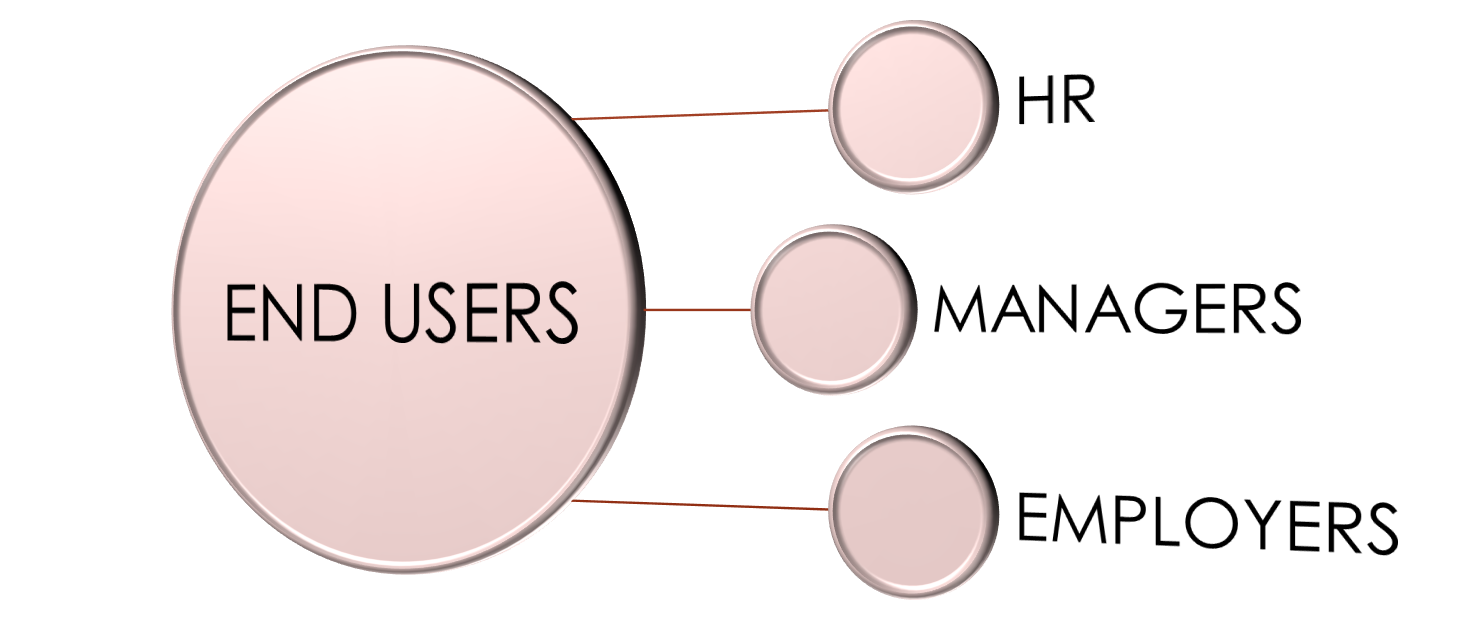 END USERS
HR
MANAGERS
EMPLOYERS